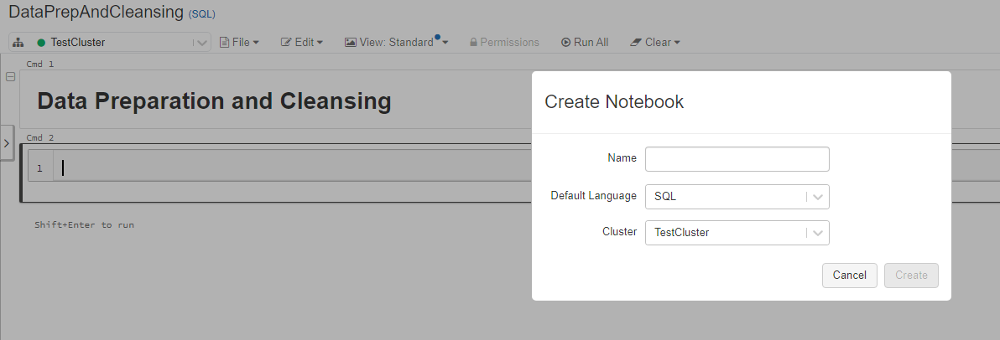 DataPrepAndCleansing (SQL)
TestCluster File Edit View: Standard Permissions Run All Clear
Cmd 1
Data Preparation and Cleansing
Cmd 2
1
Shift+Enter to run
Create Notebook
Name
Default Language SQL
Cluster TestCluster
Cancel Create